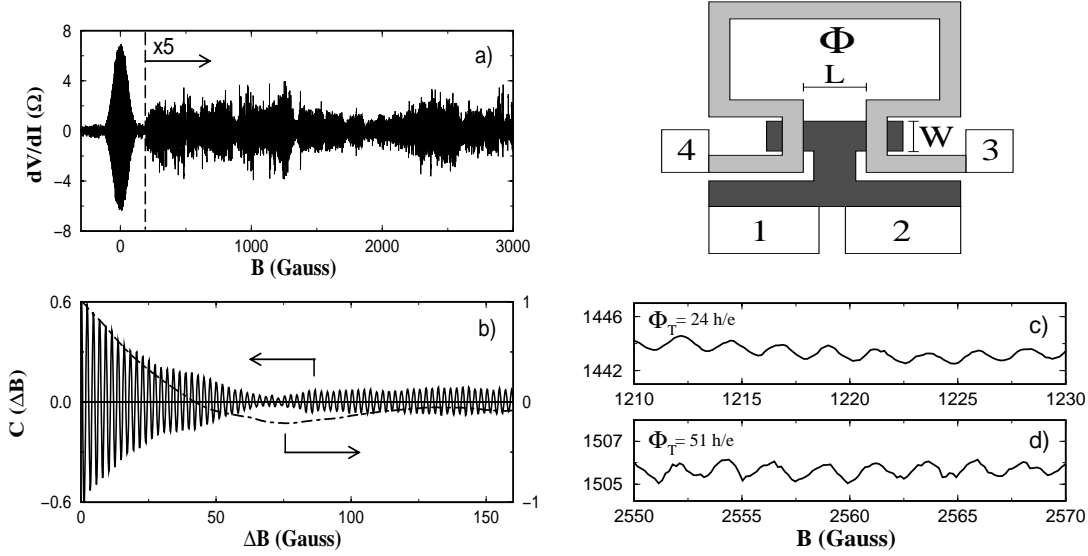 8
4
0
−4
−8
dV/dI (Ω)
x5
a)
0
1000
2000
3000
B (Gauss)
Φ
L
W
4
3
1
2
0.6
0.0
−0.6
C (ΔB)
b)
1
0
−1
0
50
100
150
ΔB (Gauss)
1446
1442
Φ_T = 24 h/e
c)
1210
1215
1220
1225
1230
1507
1505
Φ_T = 51 h/e
d)
2550
2555
2560
2565
2570
B (Gauss)